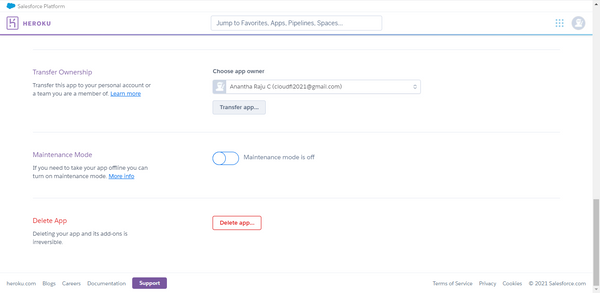 Salesforce Platform
HEROKU
Jump to Favorites, Apps, Pipelines, Spaces...
Transfer Ownership
Transfer this app to your personal account or
a team you are a member of. Learn more
Choose app owner
Anantha Raju C (cloudfi2021@gmail.com)
Transfer app...
Maintenance Mode
If you need to take your app offline you can
turn on maintenance mode. More info
Maintenance mode is off
Delete App
Deleting your app and its add-ons is
irreversible.
Delete app...
heroku.com Blogs Careers Documentation Support
Terms of Service Privacy Cookies © 2021 Salesforce.com